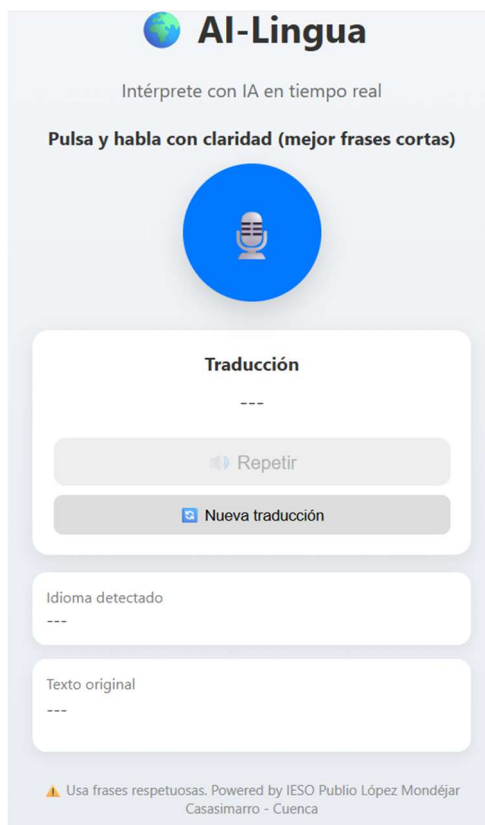 AI-Lingua
Intérprete con IA en tiempo real
Pulsa y habla con claridad (mejor frases cortas)
Traducción
---
Repetir
Nueva traducción
Idioma detectado
---
Texto original
---
Usa frases respetuosas. Powered by IESO Publio López Mondéjar
Casasimarro - Cuenca